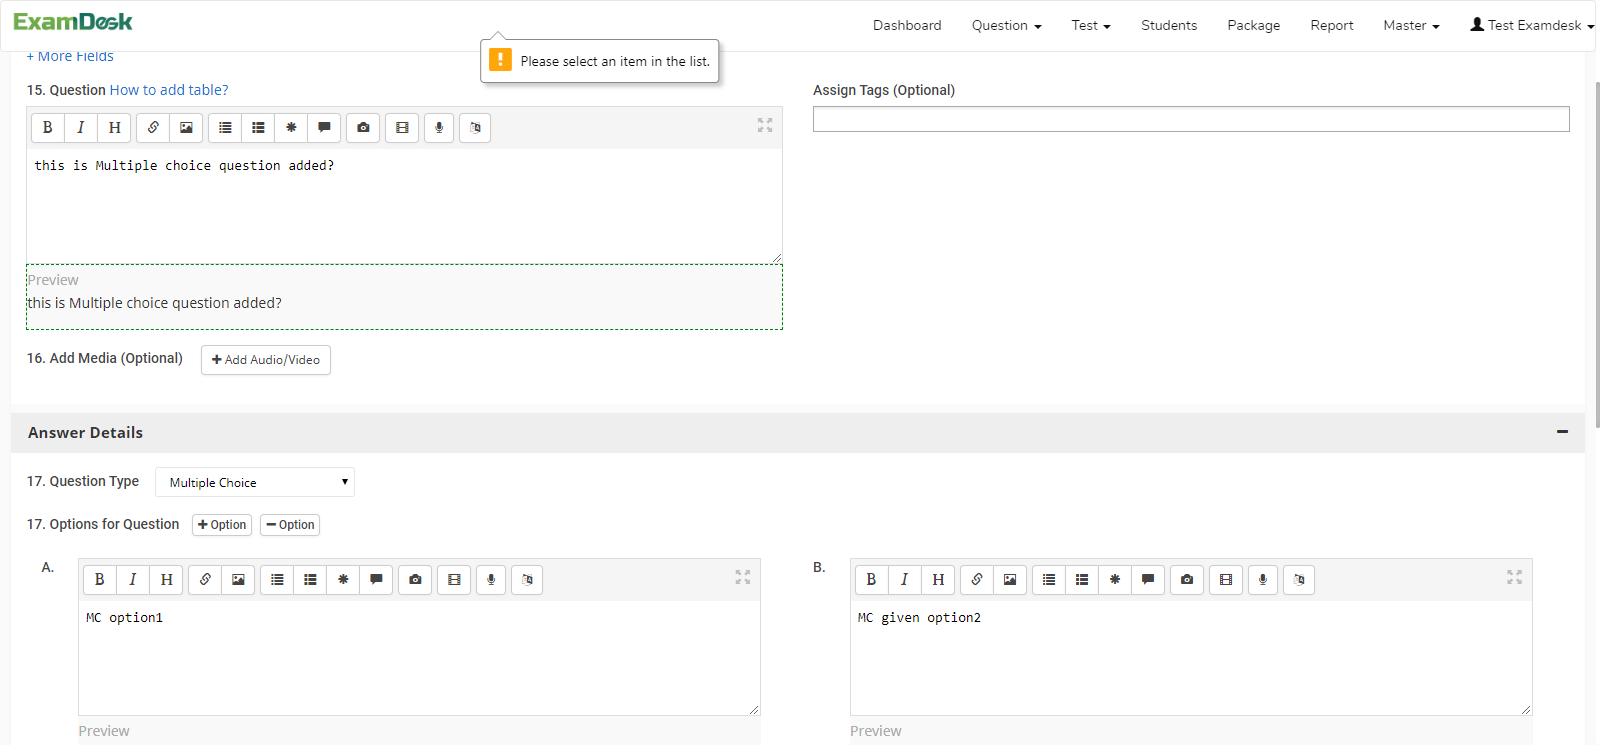 ExamDesk
Dashboard Question Test Students Package Report Master Test Examdesk
+ More Fields
! Please select an item in the list.
15. Question How to add table?
Assign Tags (Optional)
B I H
this is Multiple choice question added?
Preview
this is Multiple choice question added?
16. Add Media (Optional) + Add Audio/Video
Answer Details
17. Question Type Multiple Choice
17. Options for Question + Option - Option
A.
B I H
MC option1
Preview
B.
B I H
MC given option2
Preview